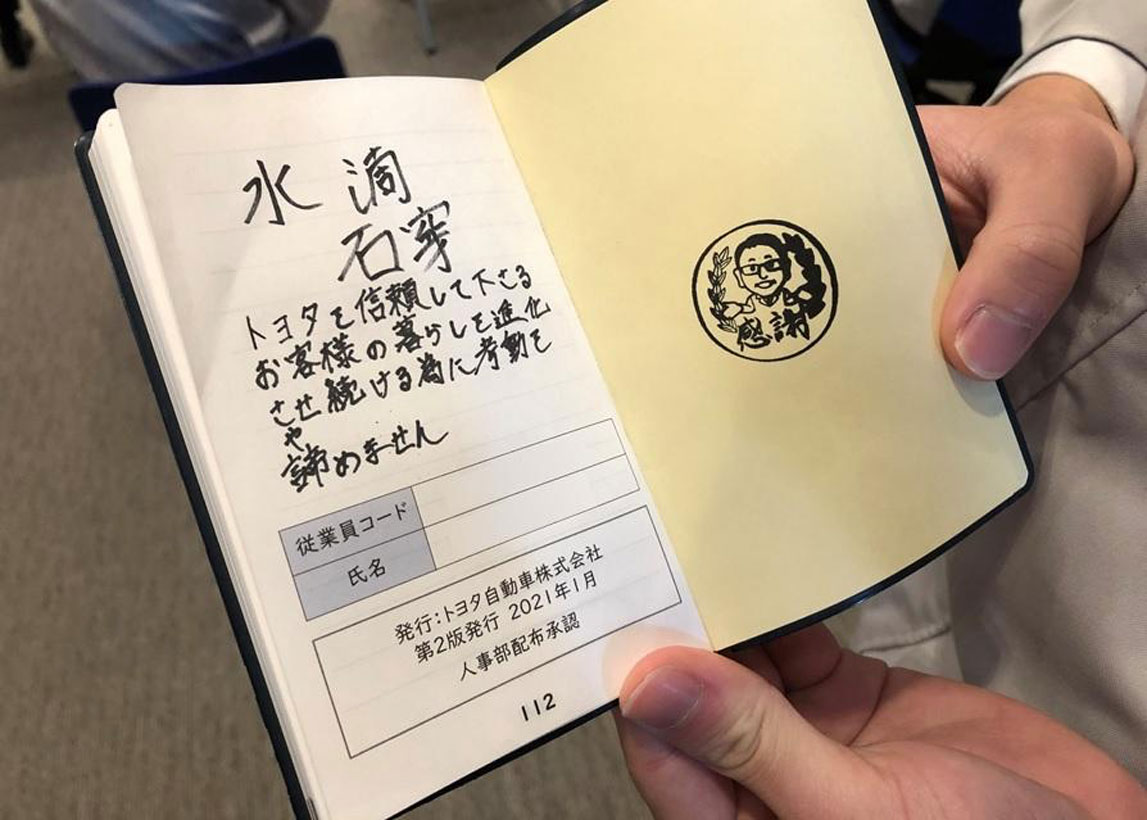 水滴
石穿
トヨタを信頼して下さる
お客様の暮らしを進化
させ続ける為に考動を
や
諦めません
従業員コード
氏名
発行：トヨタ自動車株式会社
第2版発行 2021年1月
人事部配布承認
112
感謝